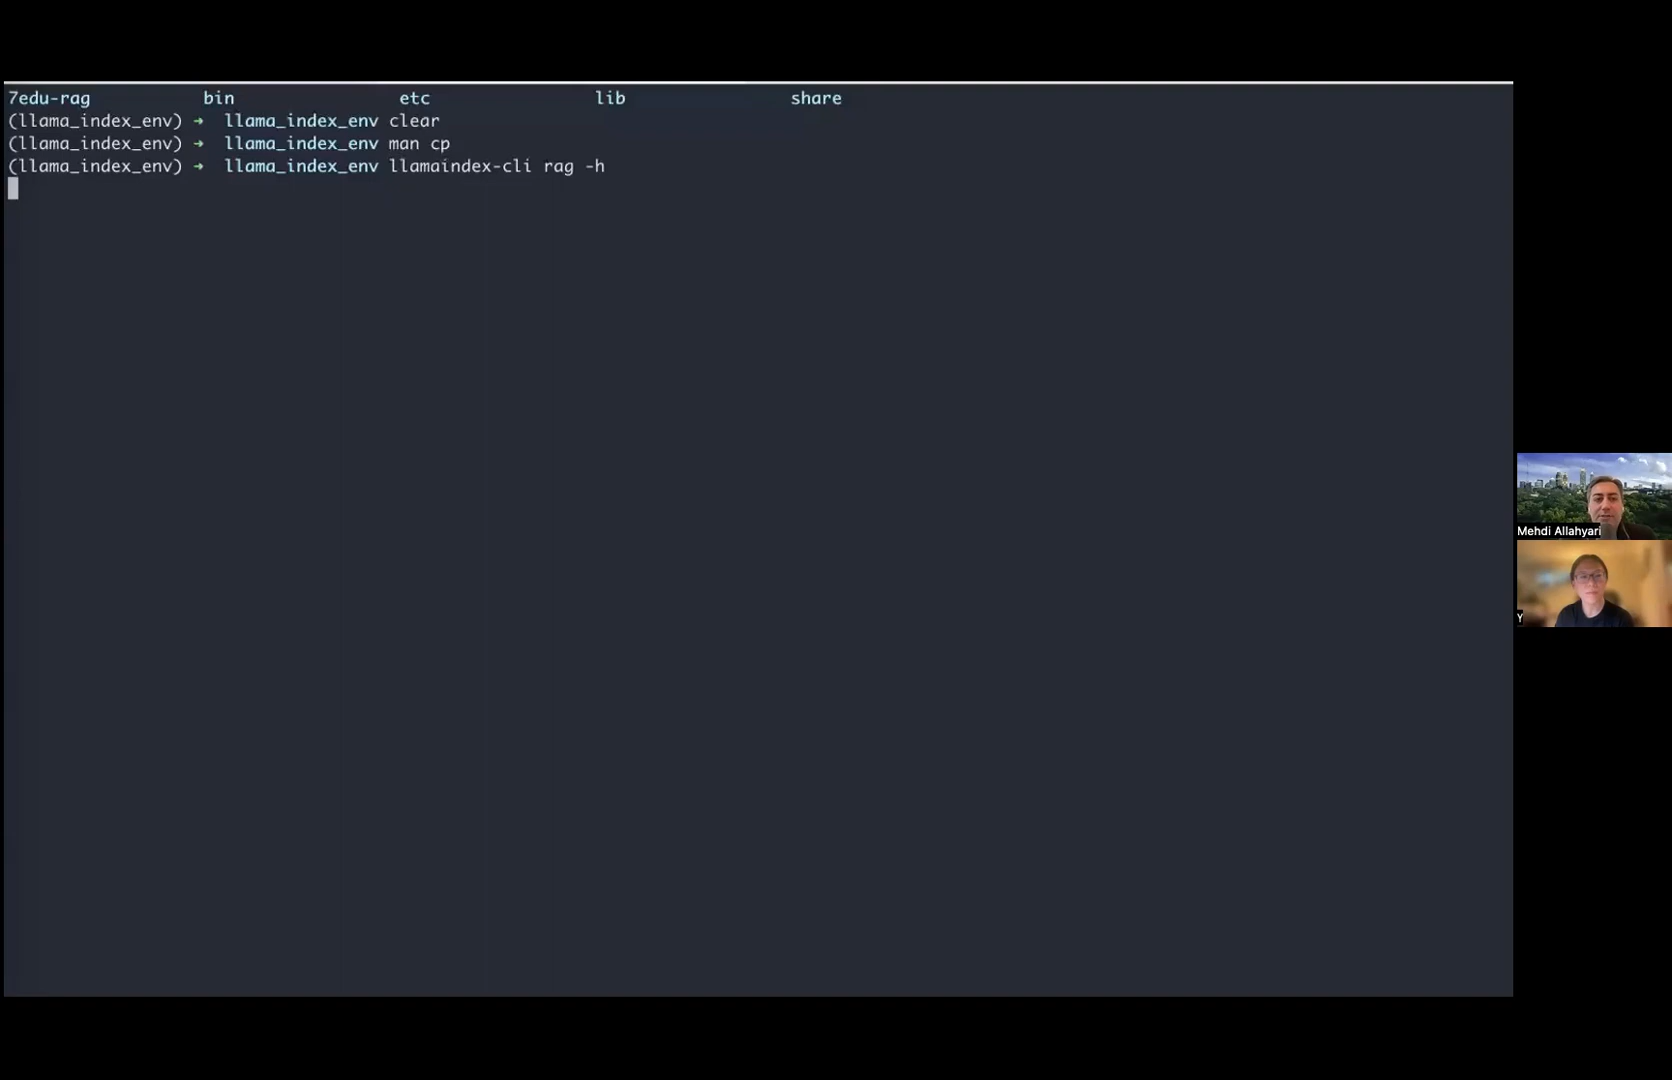 7edu-rag bin etc lib share
(llama_index_env) ➜ llama_index_env clear
(llama_index_env) ➜ llama_index_env man cp
(llama_index_env) ➜ llama_index_env llamaindex-cli rag -h
Mehdi Allahyari
Y